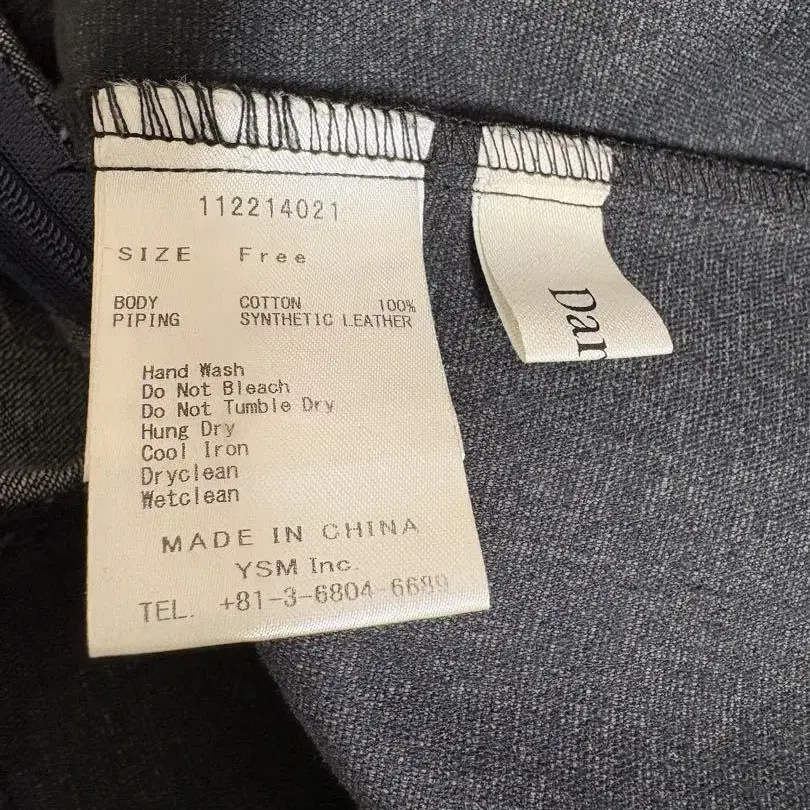 112214021
SIZE Free
BODY COTTON 100%
PIPING SYNTHETIC LEATHER
Hand Wash
Do Not Bleach
Do Not Tumble Dry
Hung Dry
Cool Iron
Dryclean
Wetclean
MADE IN CHINA
YSM Inc.
TEL. +81-3-6804-6689
Dar